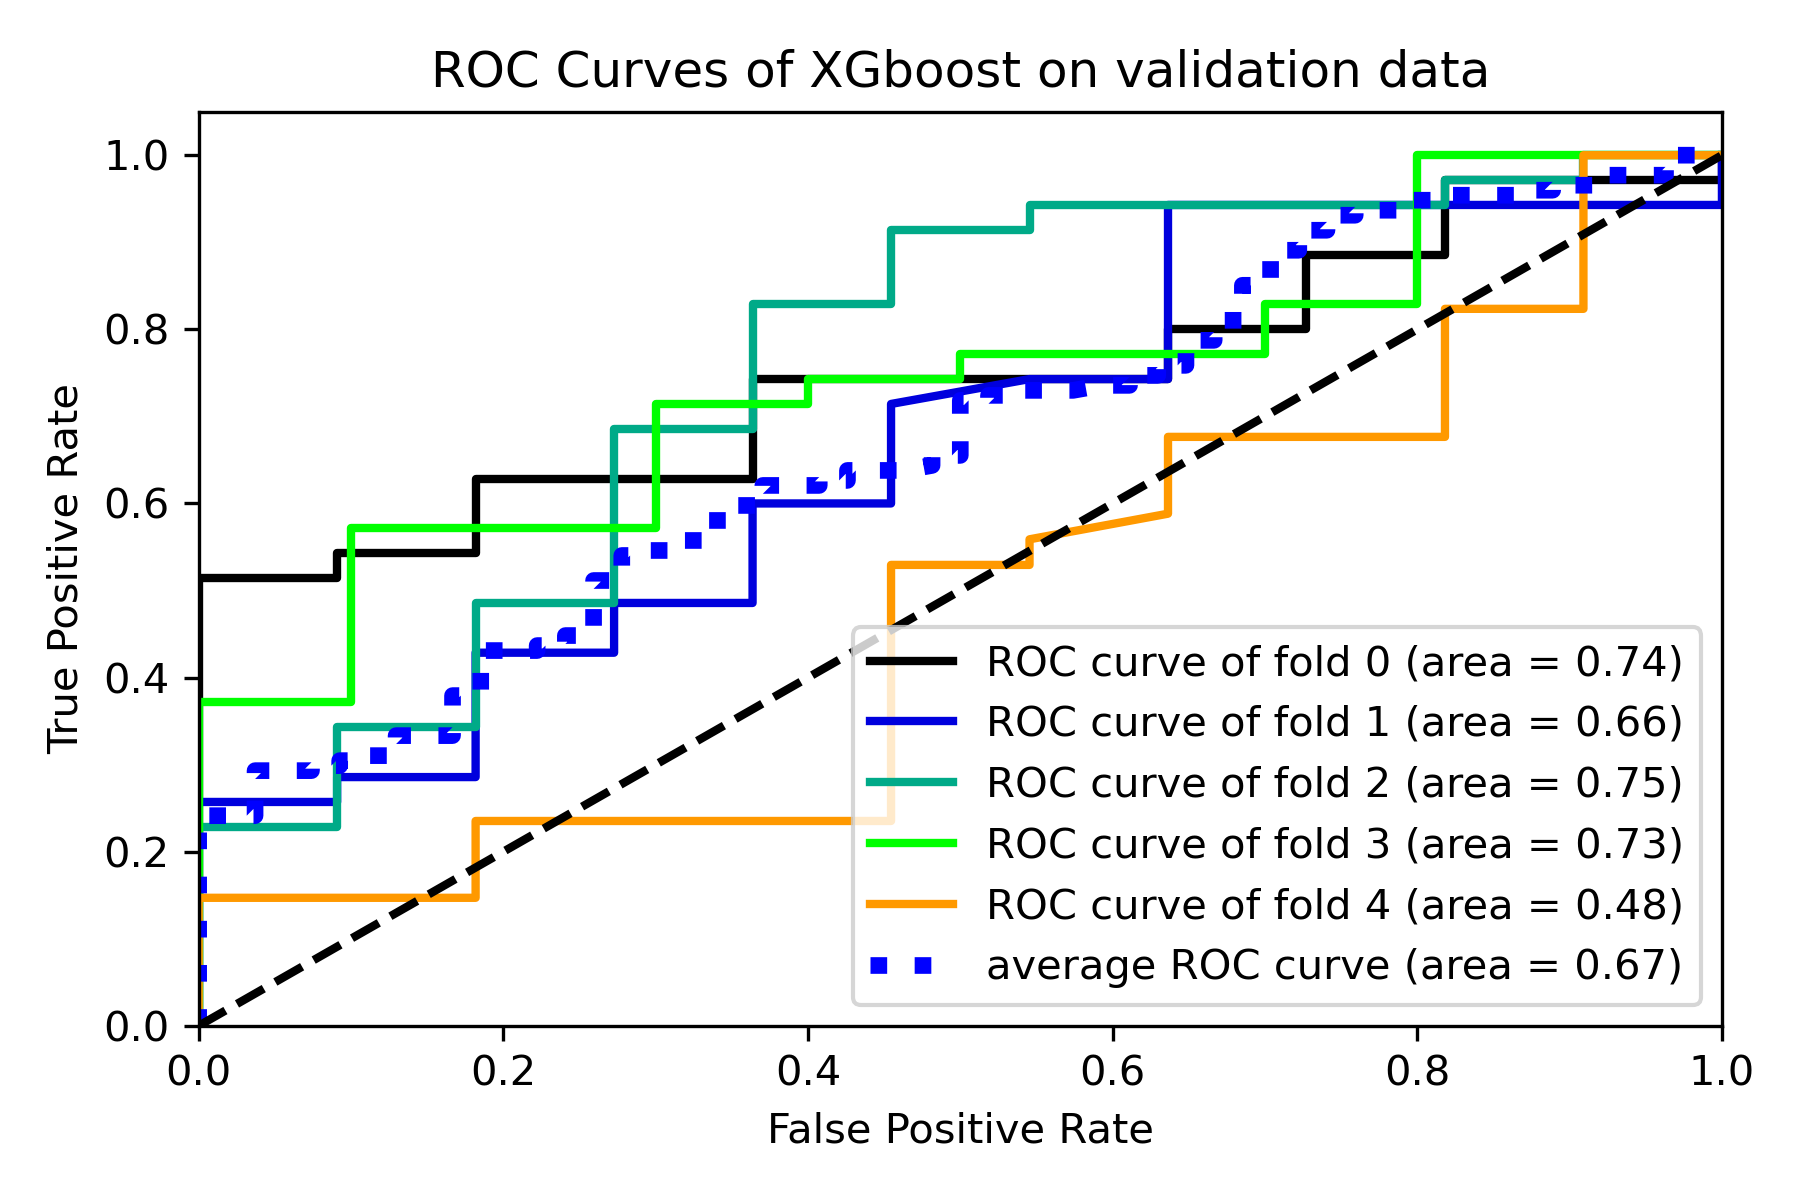 ROC Curves of XGboost on validation data
True Positive Rate
1.0
0.8
0.6
0.4
0.2
0.0
0.0 0.2 0.4 0.6 0.8 1.0
False Positive Rate
ROC curve of fold 0 (area = 0.74)
ROC curve of fold 1 (area = 0.66)
ROC curve of fold 2 (area = 0.75)
ROC curve of fold 3 (area = 0.73)
ROC curve of fold 4 (area = 0.48)
average ROC curve (area = 0.67)